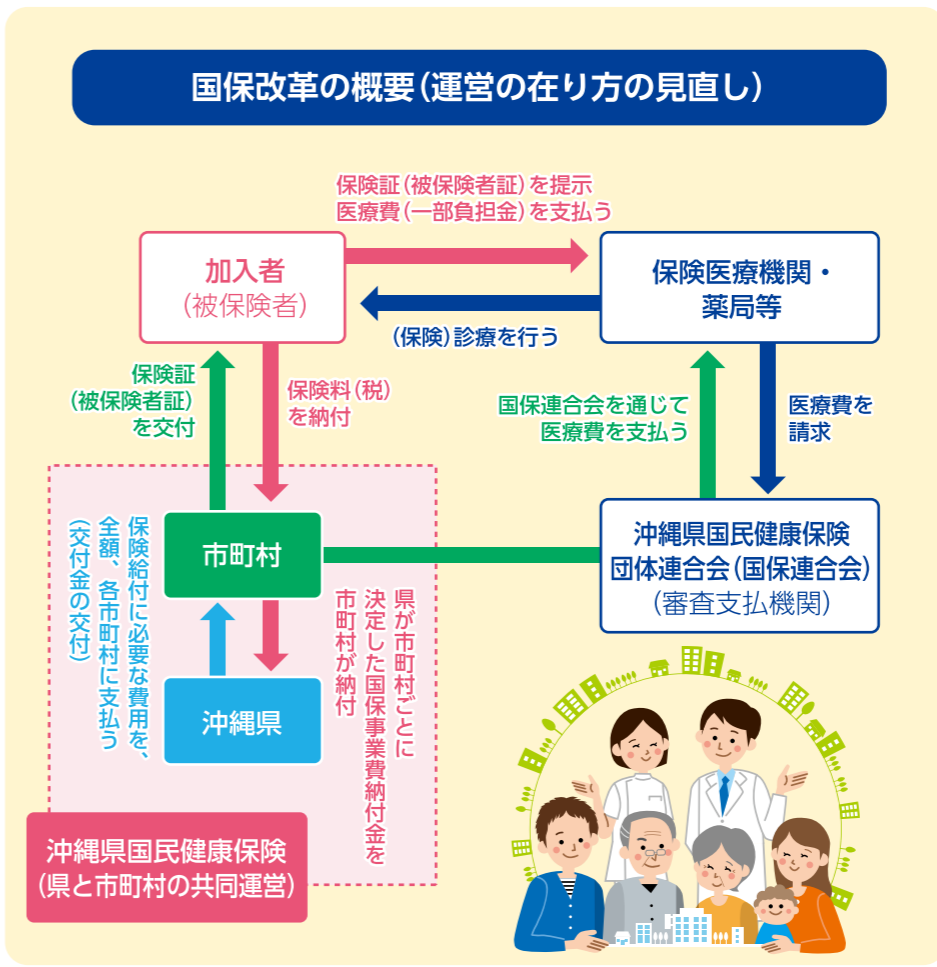 国保改革の概要(運営の在り方の見直し)
保険証(被保険者証)を提示
医療費(一部負担金)を支払う
加入者
(被保険者)
保険医療機関・
薬局等
(保険)診療を行う
保険証
(被保険者証)
を交付
保険料(税)
を納付
国保連合会を通じて
医療費を支払う
医療費を
請求
市町村
沖縄県国民健康保険
団体連合会(国保連合会)
(審査支払機関)
保険給付に必要な費用を、
全額、各市町村に支払う
(交付金の交付)
県が市町村ごとに
決定した国保事業費納付金を
市町村が納付
沖縄県
沖縄県国民健康保険
(県と市町村の共同運営)